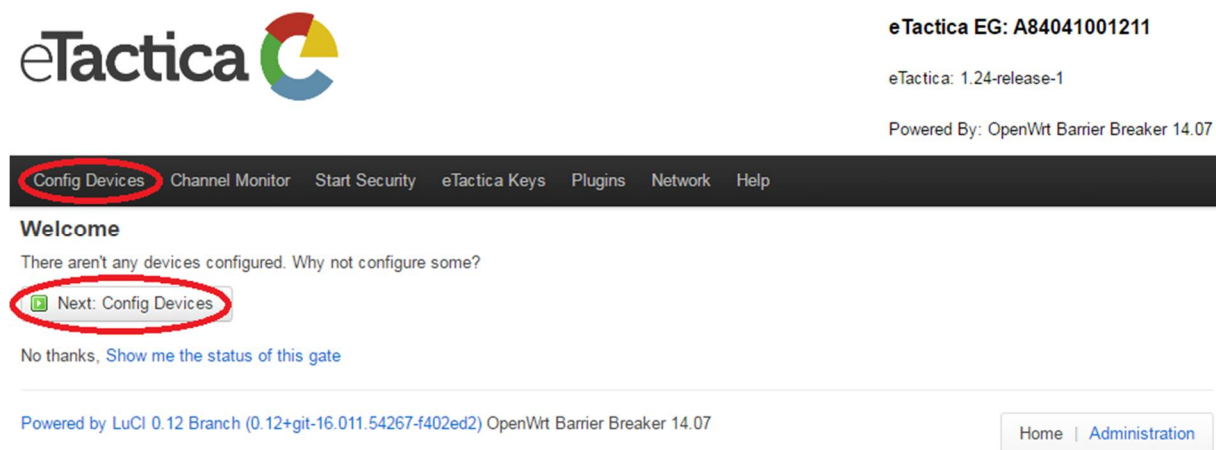 eTactica
eTactica EG: A84041001211
eTactica: 1.24-release-1
Powered By: OpenWrt Barrier Breaker 14.07
Config Devices Channel Monitor Start Security eTactica Keys Plugins Network Help
Welcome
There aren't any devices configured. Why not configure some?
Next: Config Devices
No thanks, Show me the status of this gate
Powered by LuCI 0.12 Branch (0.12+git-16.011.54267-f402ed2) OpenWrt Barrier Breaker 14.07
Home | Administration